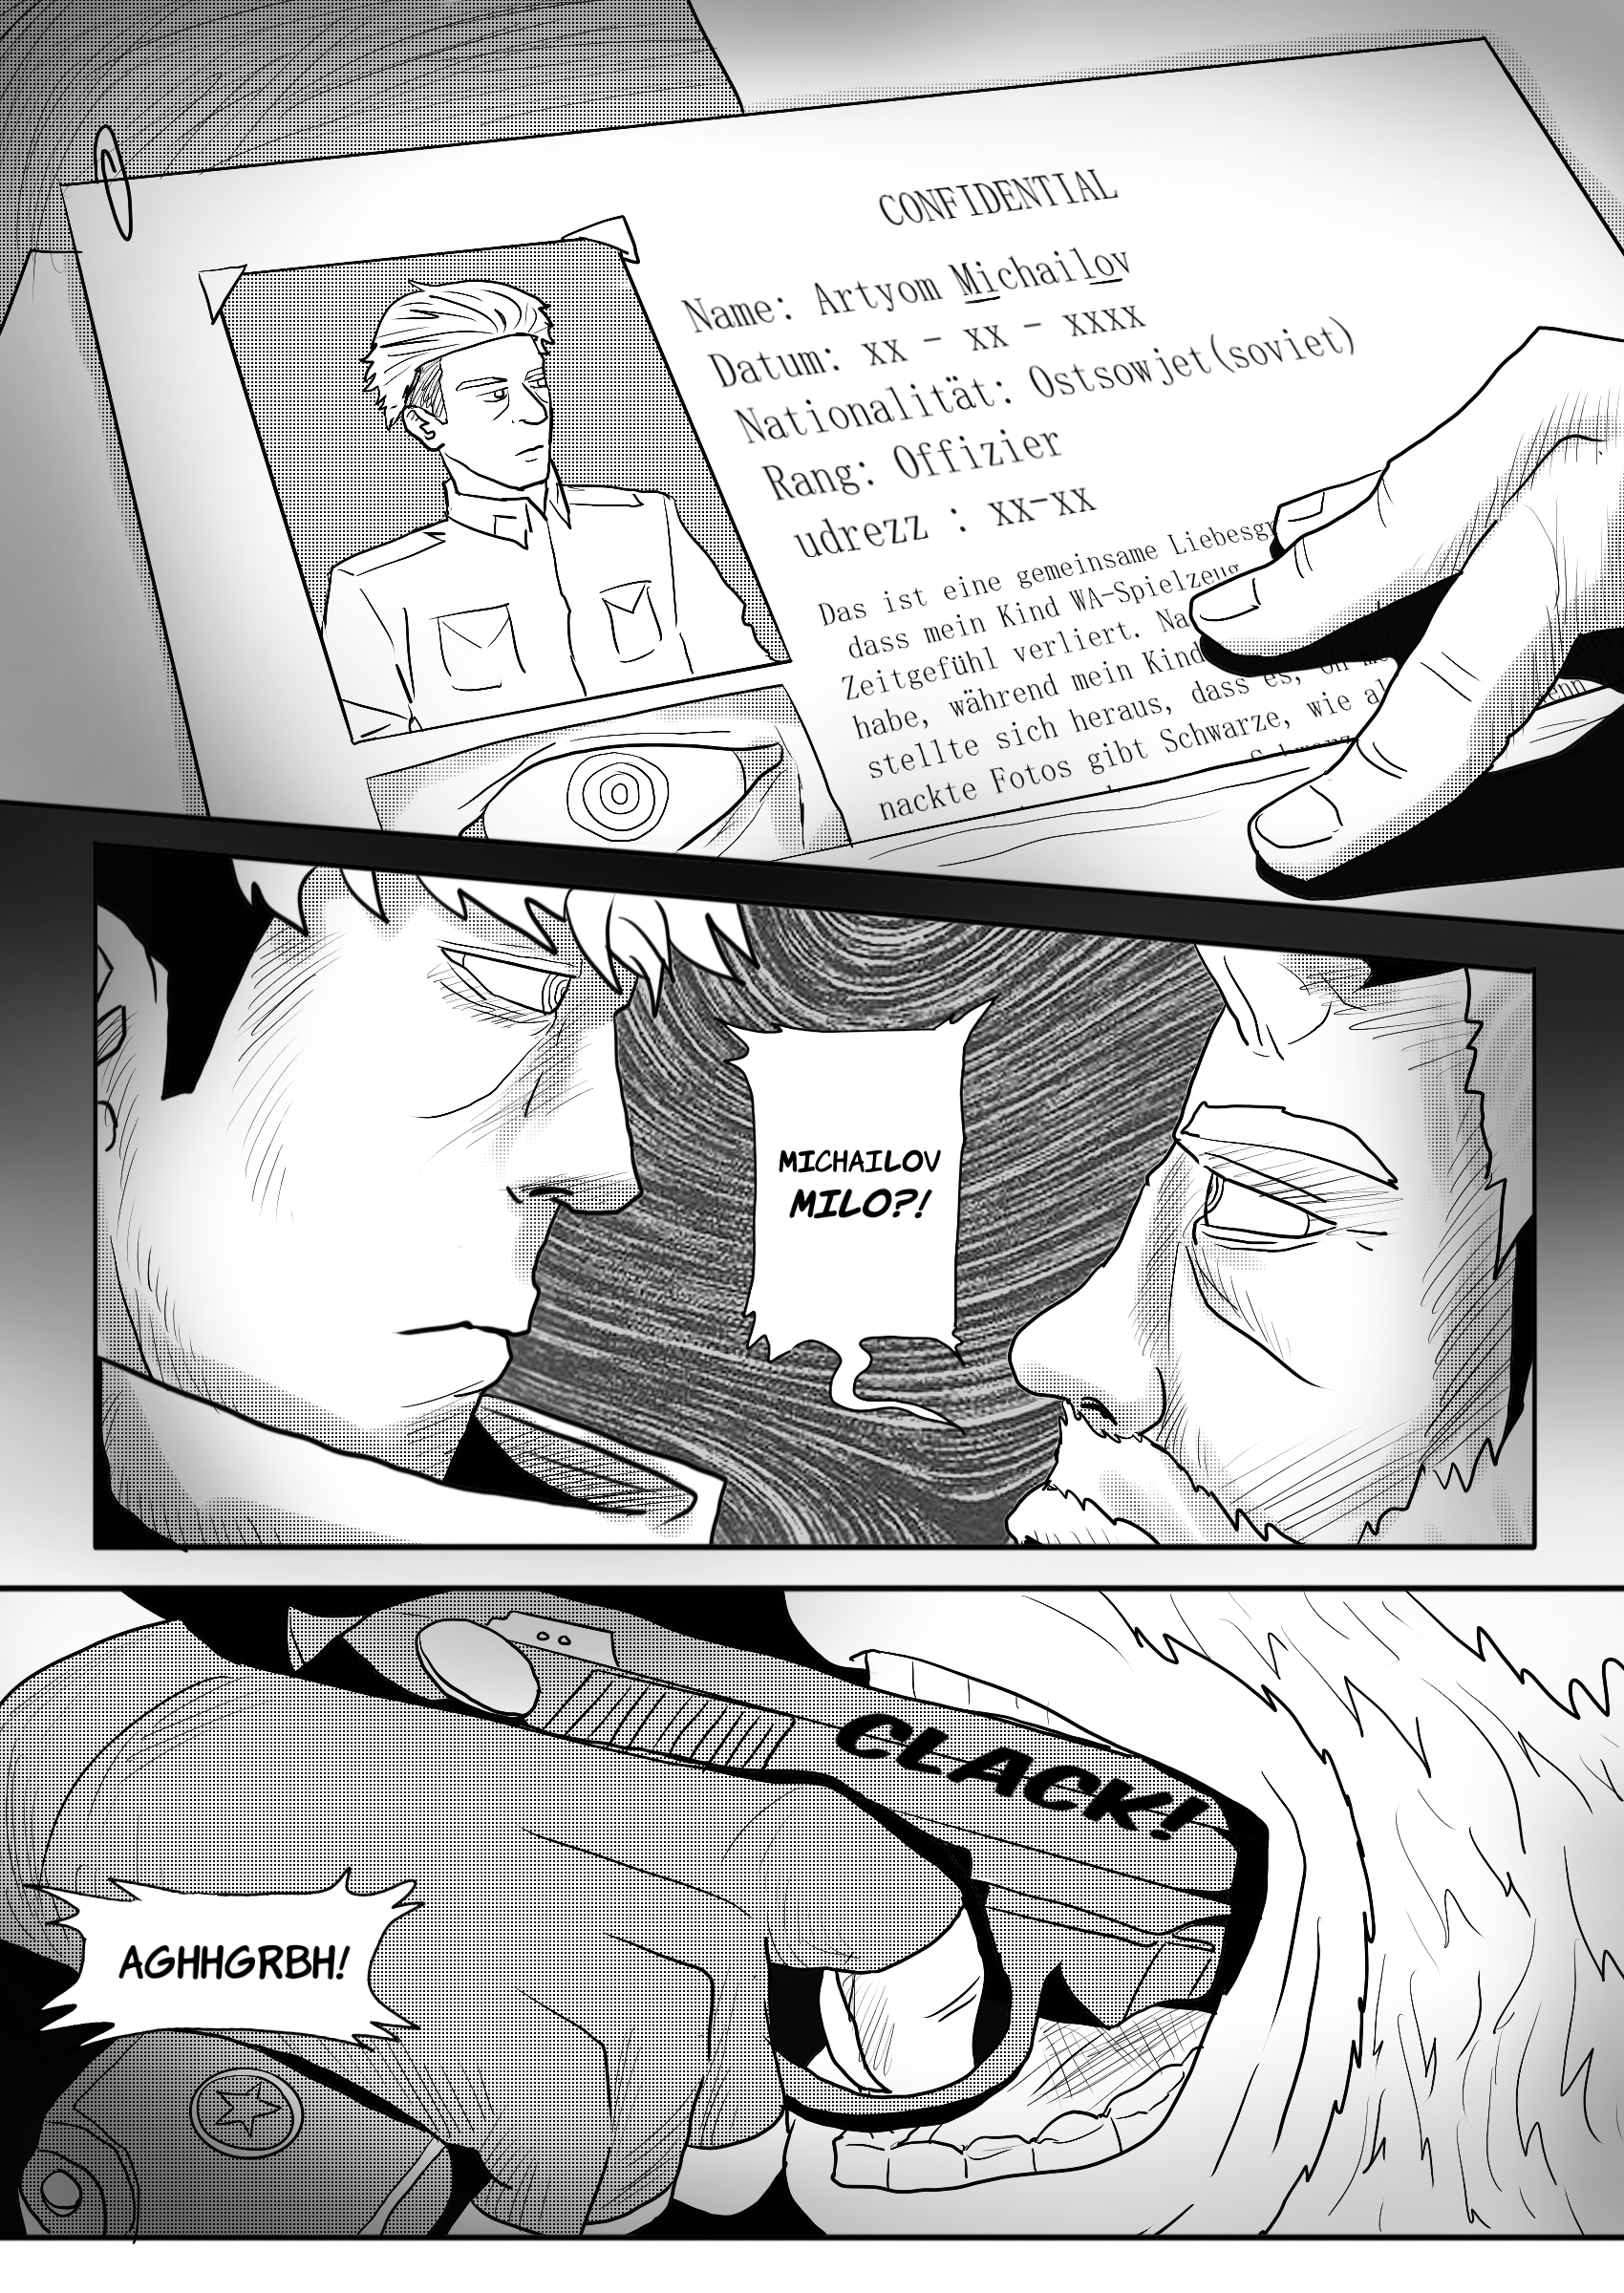 CONFIDENTIAL
Name: Artyom Michailov
Datum: xx - xx - xxxx
Nationalität: Ostsowjet(soviet)
Rang: Offizier
udrezz : xx-xx
Das ist eine gemeinsame
dass mein Kind WA-Spielzeug
Zeitgefühl verliert.
habe, während mein Kind
stellte sich heraus, dass es,
nackte Fotos gibt Schwarze, wie
MICHAILOV
MILO?!
CLACK!
AGHHGRBH!